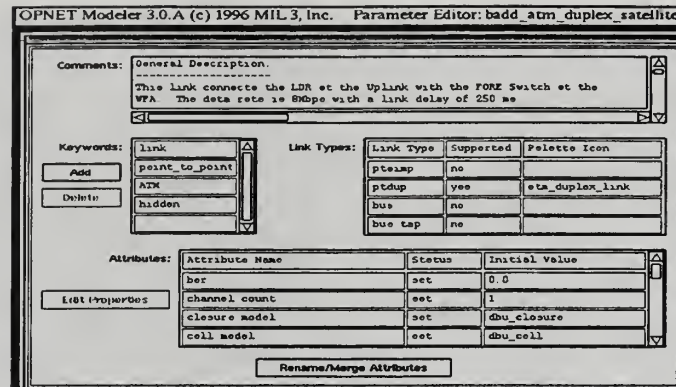 OPNET Modeler 3.0.A (c) 1996 MIL 3, Inc. Parameter Editor: badd_atm_duplex_satellite
Comments:
General Description.
--------------------
This link connects the LDR at the Uplink with the FORE Switch at the
WFA. The data rate is 8Mbps with a link delay of 250 ms
Keywords:
link
point_to_point
ATM
hidden
Add
Delete
Link Types:
Link Type Supported Palette Icon
ptsimp no
ptdup yes atm_duplex_link
bus no
bus tap no
Attributes:
Attribute Name Status Initial Value
ber set 0.0
channel count set 1
closure model set dbu_closure
cell model set dbu_cell
Edit Properties
Rename/Merge Attributes